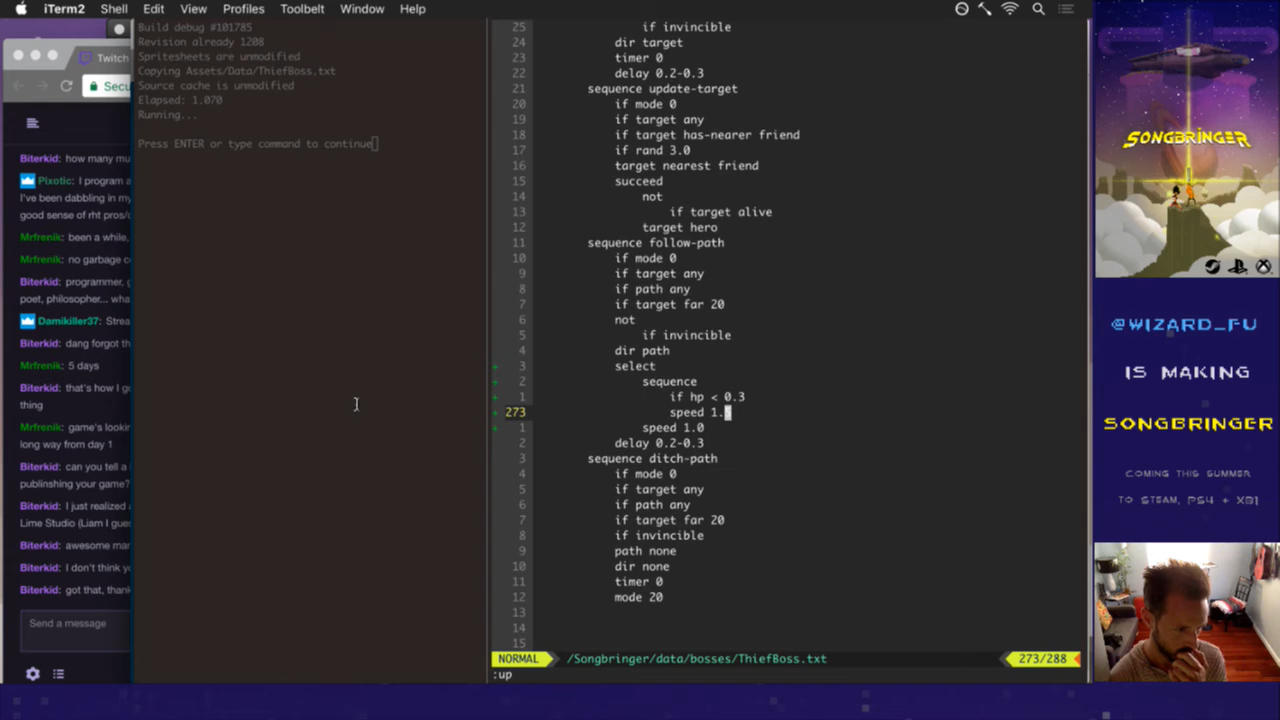 iTerm2 Shell Edit View Profiles Toolbelt Window Help
Twitch
Secu
Biterkid: how many mu
Pixotic: I program a
I've been dabbling in my
good sense of rht pros/c
Mrfrenik: been a while,
Mrfrenik: no garbage c
Biterkid: programmer, g
poet, philosopher... wha
Damikiller37: Strea
Biterkid: dang forgot th
Mrfrenik: 5 days
Biterkid: that's how I g
thing
Mrfrenik: game's lookin
long way from day 1
Biterkid: can you tell a l
publinshing your game?
Biterkid: I just realized a
Lime Studio (Liam I gues
Biterkid: awesome mar
Biterkid: I don't think yo
Biterkid: got that, thank
Send a message
Build debug #101785
Revision already 1208
Spritesheets are unmodified
Copying Assets/Data/ThiefBoss.txt
Source cache is unmodified
Elapsed: 1.070
Running...
Press ENTER or type command to continue
25 if invincible
24 dir target
23 timer 0
22 delay 0.2-0.3
21 sequence update-target
20 if mode 0
19 if target any
18 if target has-nearer friend
17 if rand 3.0
16 target nearest friend
15 succeed
14 not
13 if target alive
12 target hero
11 sequence follow-path
10 if mode 0
9 if target any
8 if path any
7 if target far 20
6 not
5 if invincible
4 dir path
+ 3 select
+ 2 sequence
+ 1 if hp < 0.3
+ 273 speed 1.
+ 1 speed 1.0
2 delay 0.2-0.3
3 sequence ditch-path
4 if mode 0
5 if target any
6 if path any
7 if target far 20
8 if invincible
9 path none
10 dir none
11 timer 0
12 mode 20
13
14
15
NORMAL /Songbringer/data/bosses/ThiefBoss.txt 273/288
:up
SONGBRINGER
@WIZARD_FU
IS MAKING
SONGBRINGER
COMING THIS SUMMER
TO STEAM, PS4 + XB1